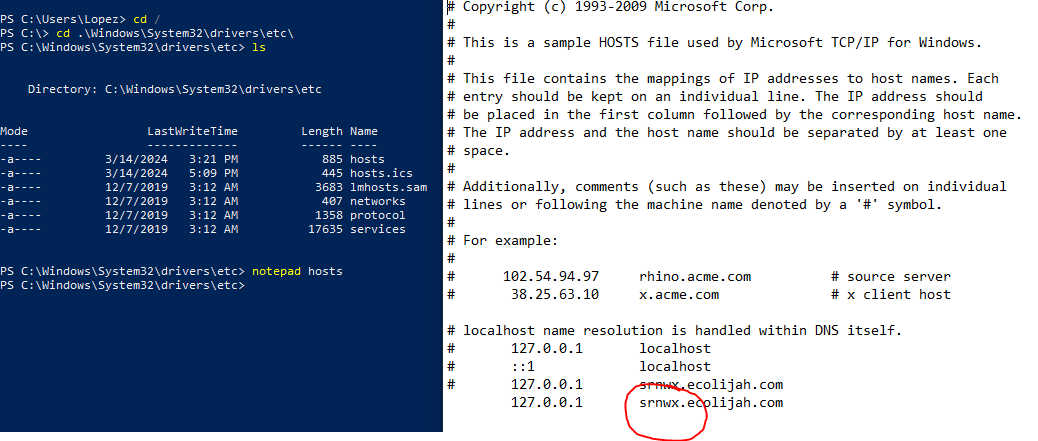 PS C:\Users\Lopez> cd /
PS C:\> cd .\Windows\System32\drivers\etc\
PS C:\Windows\System32\drivers\etc> ls
Directory: C:\Windows\System32\drivers\etc
Mode                 LastWriteTime         Length Name
----                 -------------         ------ ----
-a----         3/14/2024   3:21 PM            885 hosts
-a----         3/14/2024   5:09 PM            445 hosts.ics
-a----         12/7/2019   3:12 AM           3683 lmhosts.sam
-a----         12/7/2019   3:12 AM            407 networks
-a----         12/7/2019   3:12 AM           1358 protocol
-a----         12/7/2019   3:12 AM          17635 services
PS C:\Windows\System32\drivers\etc> notepad hosts
PS C:\Windows\System32\drivers\etc>
# Copyright (c) 1993-2009 Microsoft Corp.
#
# This is a sample HOSTS file used by Microsoft TCP/IP for Windows.
#
# This file contains the mappings of IP addresses to host names. Each
# entry should be kept on an individual line. The IP address should
# be placed in the first column followed by the corresponding host name.
# The IP address and the host name should be separated by at least one
# space.
#
# Additionally, comments (such as these) may be inserted on individual
# lines or following the machine name denoted by a '#' symbol.
#
# For example:
#
#      102.54.94.97     rhino.acme.com          # source server
#       38.25.63.10     x.acme.com              # x client host
# localhost name resolution is handled within DNS itself.
#       127.0.0.1       localhost
#       ::1             localhost
#       127.0.0.1       srnwx.ecolijah.com
        127.0.0.1       srnwx.ecolijah.com